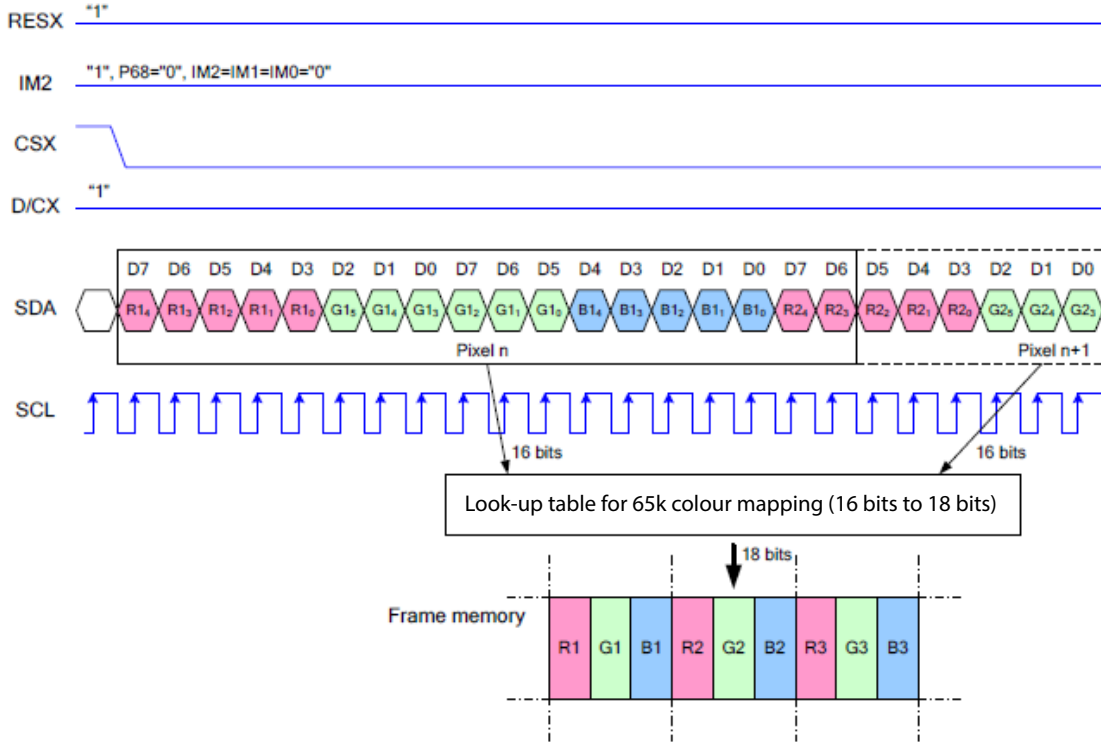 RESX "1"
IM2 "1", P68="0", IM2=IM1=IM0="0"
CSX
D/CX "1"
D7 D6 D5 D4 D3 D2 D1 D0 D7 D6 D5 D4 D3 D2 D1 D0 D7 D6 D5 D4 D3 D2 D1 D0
SDA R1₄ R1₃ R1₂ R1₁ R1₀ G1₅ G1₄ G1₃ G1₂ G1₁ G1₀ B1₄ B1₃ B1₂ B1₁ B1₀ R2₄ R2₃ R2₂ R2₁ R2₀ G2₅ G2₄ G2₃
Pixel n Pixel n+1
SCL
16 bits 16 bits
Look-up table for 65k colour mapping (16 bits to 18 bits)
18 bits
Frame memory
R1 G1 B1 R2 G2 B2 R3 G3 B3